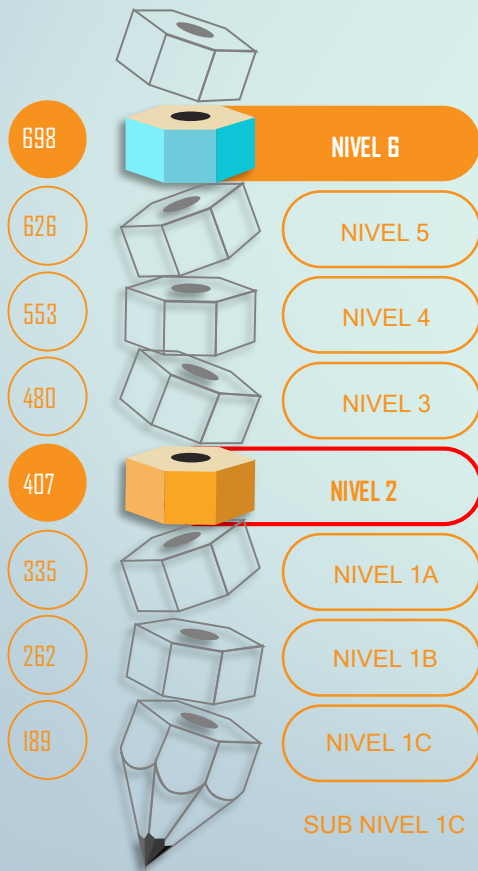 698 NIVEL 6
626 NIVEL 5
553 NIVEL 4
480 NIVEL 3
407 NIVEL 2
335 NIVEL 1A
262 NIVEL 1B
189 NIVEL 1C
SUB NIVEL 1C